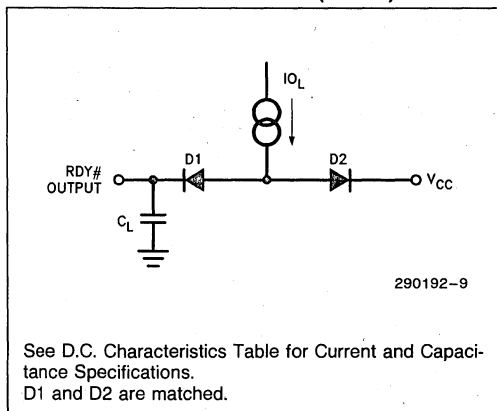 IOL
D1
D2
RDY#
OUTPUT
VCC
CL
290192-9
See D.C. Characteristics Table for Current and Capaci-
tance Specifications.
D1 and D2 are matched.